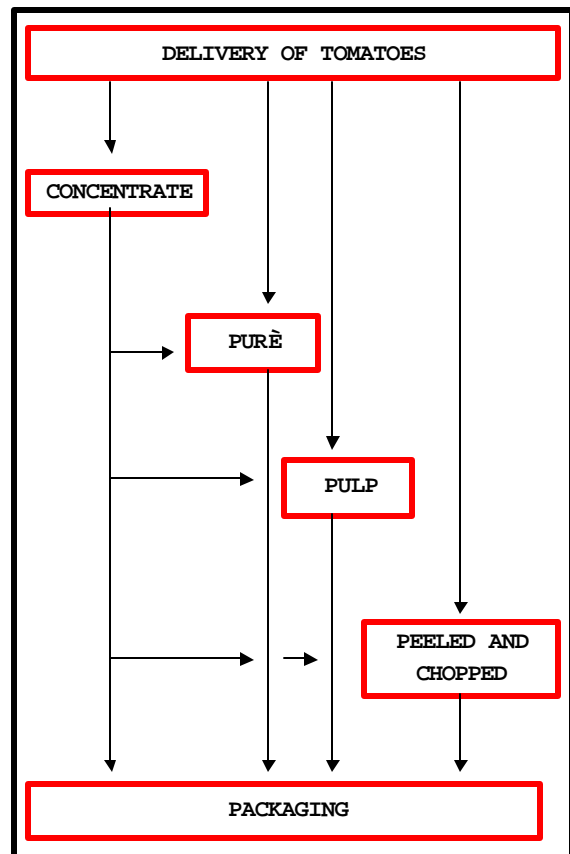 DELIVERY OF TOMATOES
CONCENTRATE
PURÈ
PULP
PEELED AND
CHOPPED
PACKAGING